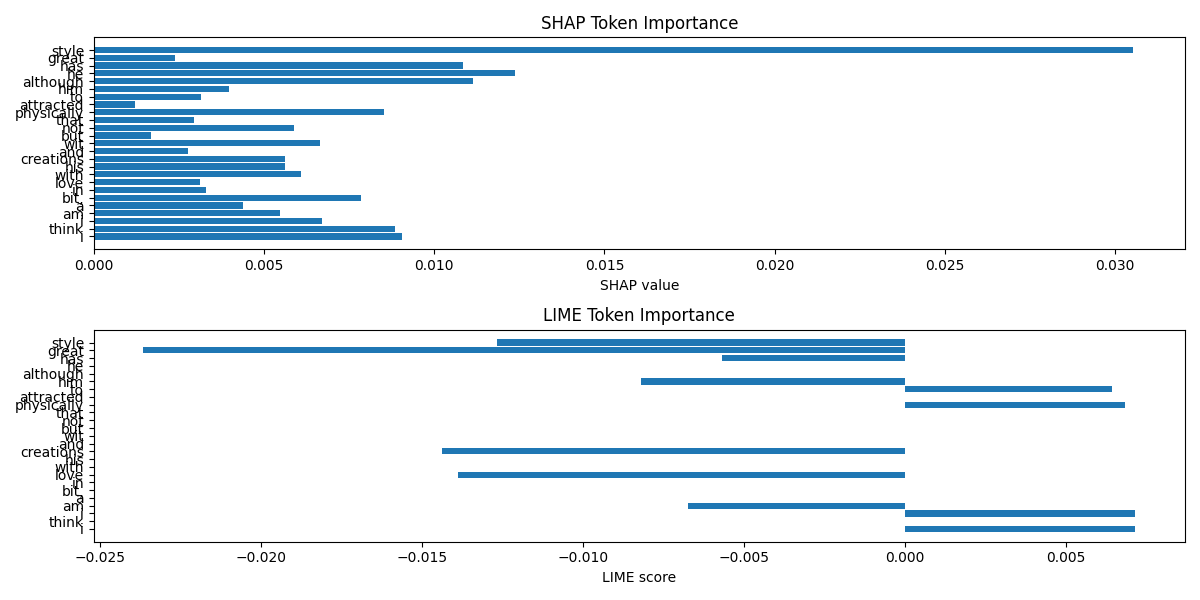 SHAP Token Importance
style
great
has
he
although
him
to
attracted
physically
that
not
but
wit
and
creations
his
with
love
in
bit
a
am
i
think
i
0.000 0.005 0.010 0.015 0.020 0.025 0.030
SHAP value
LIME Token Importance
style
great
has
he
although
him
to
attracted
physically
that
not
but
wit
and
creations
his
with
love
in
bit
a
am
i
think
i
−0.025 −0.020 −0.015 −0.010 −0.005 0.000 0.005
LIME score